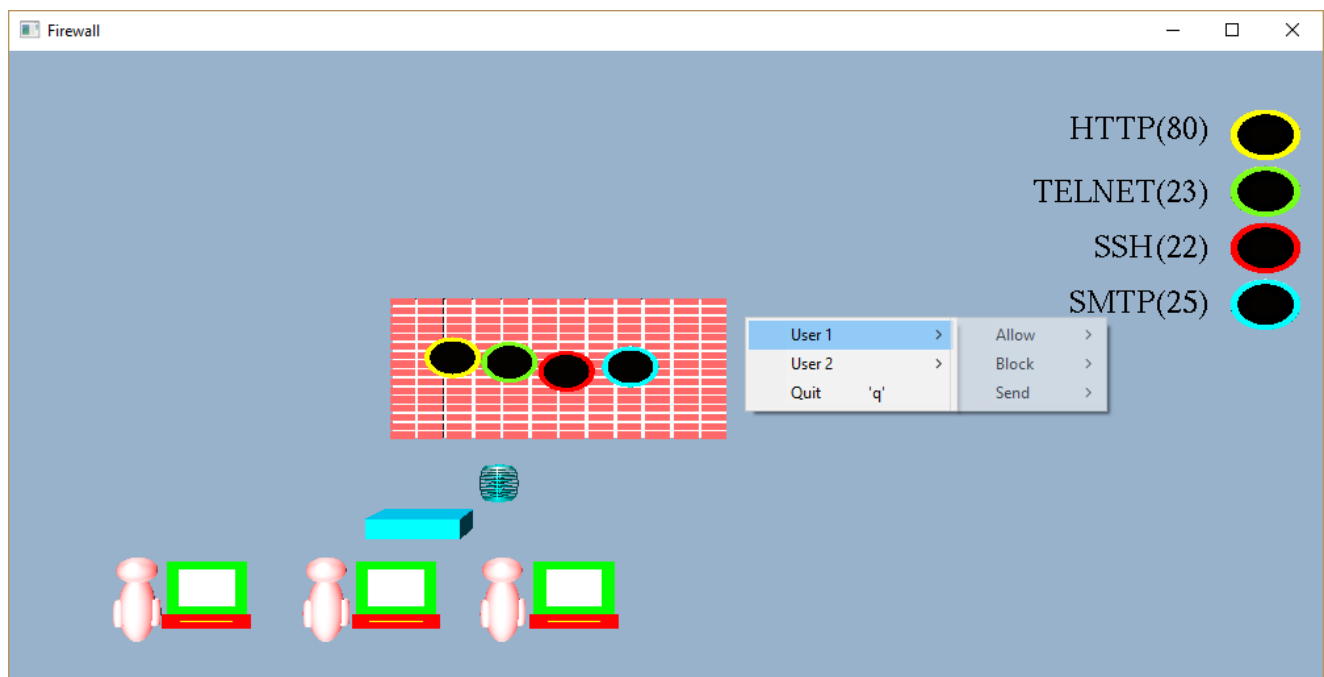 Firewall
HTTP(80)
TELNET(23)
SSH(22)
SMTP(25)
User 1
User 2
Quit 'q'
Allow
Block
Send